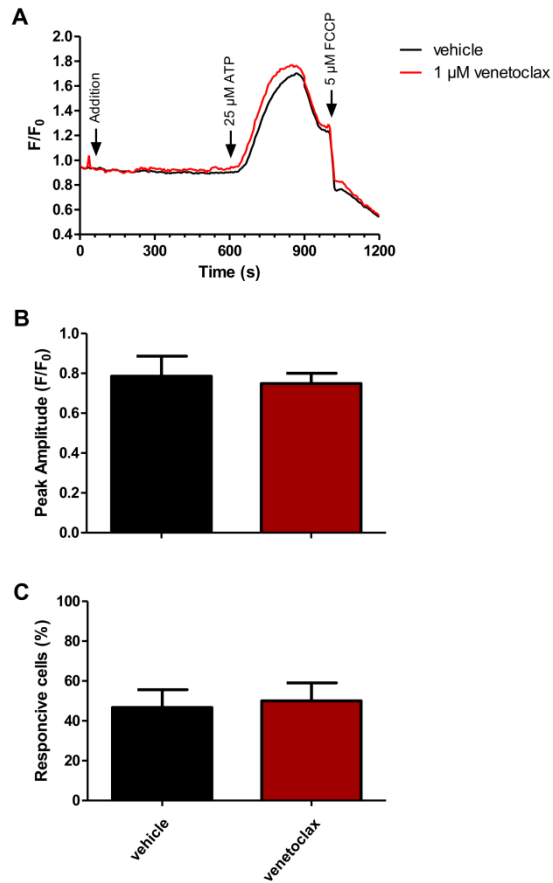 A
F/F0
2.0
1.8
1.6
1.4
1.2
1.0
0.8
0.6
0.4
Addition
25 µM ATP
5 µM FCCP
0
300
600
900
1200
Time (s)
vehicle
1 µM venetoclax
B
Peak Amplitude (F/F0)
1.0
0.8
0.6
0.4
0.2
0.0
C
Responcive cells (%)
100
80
60
40
20
0
vehicle
venetoclax